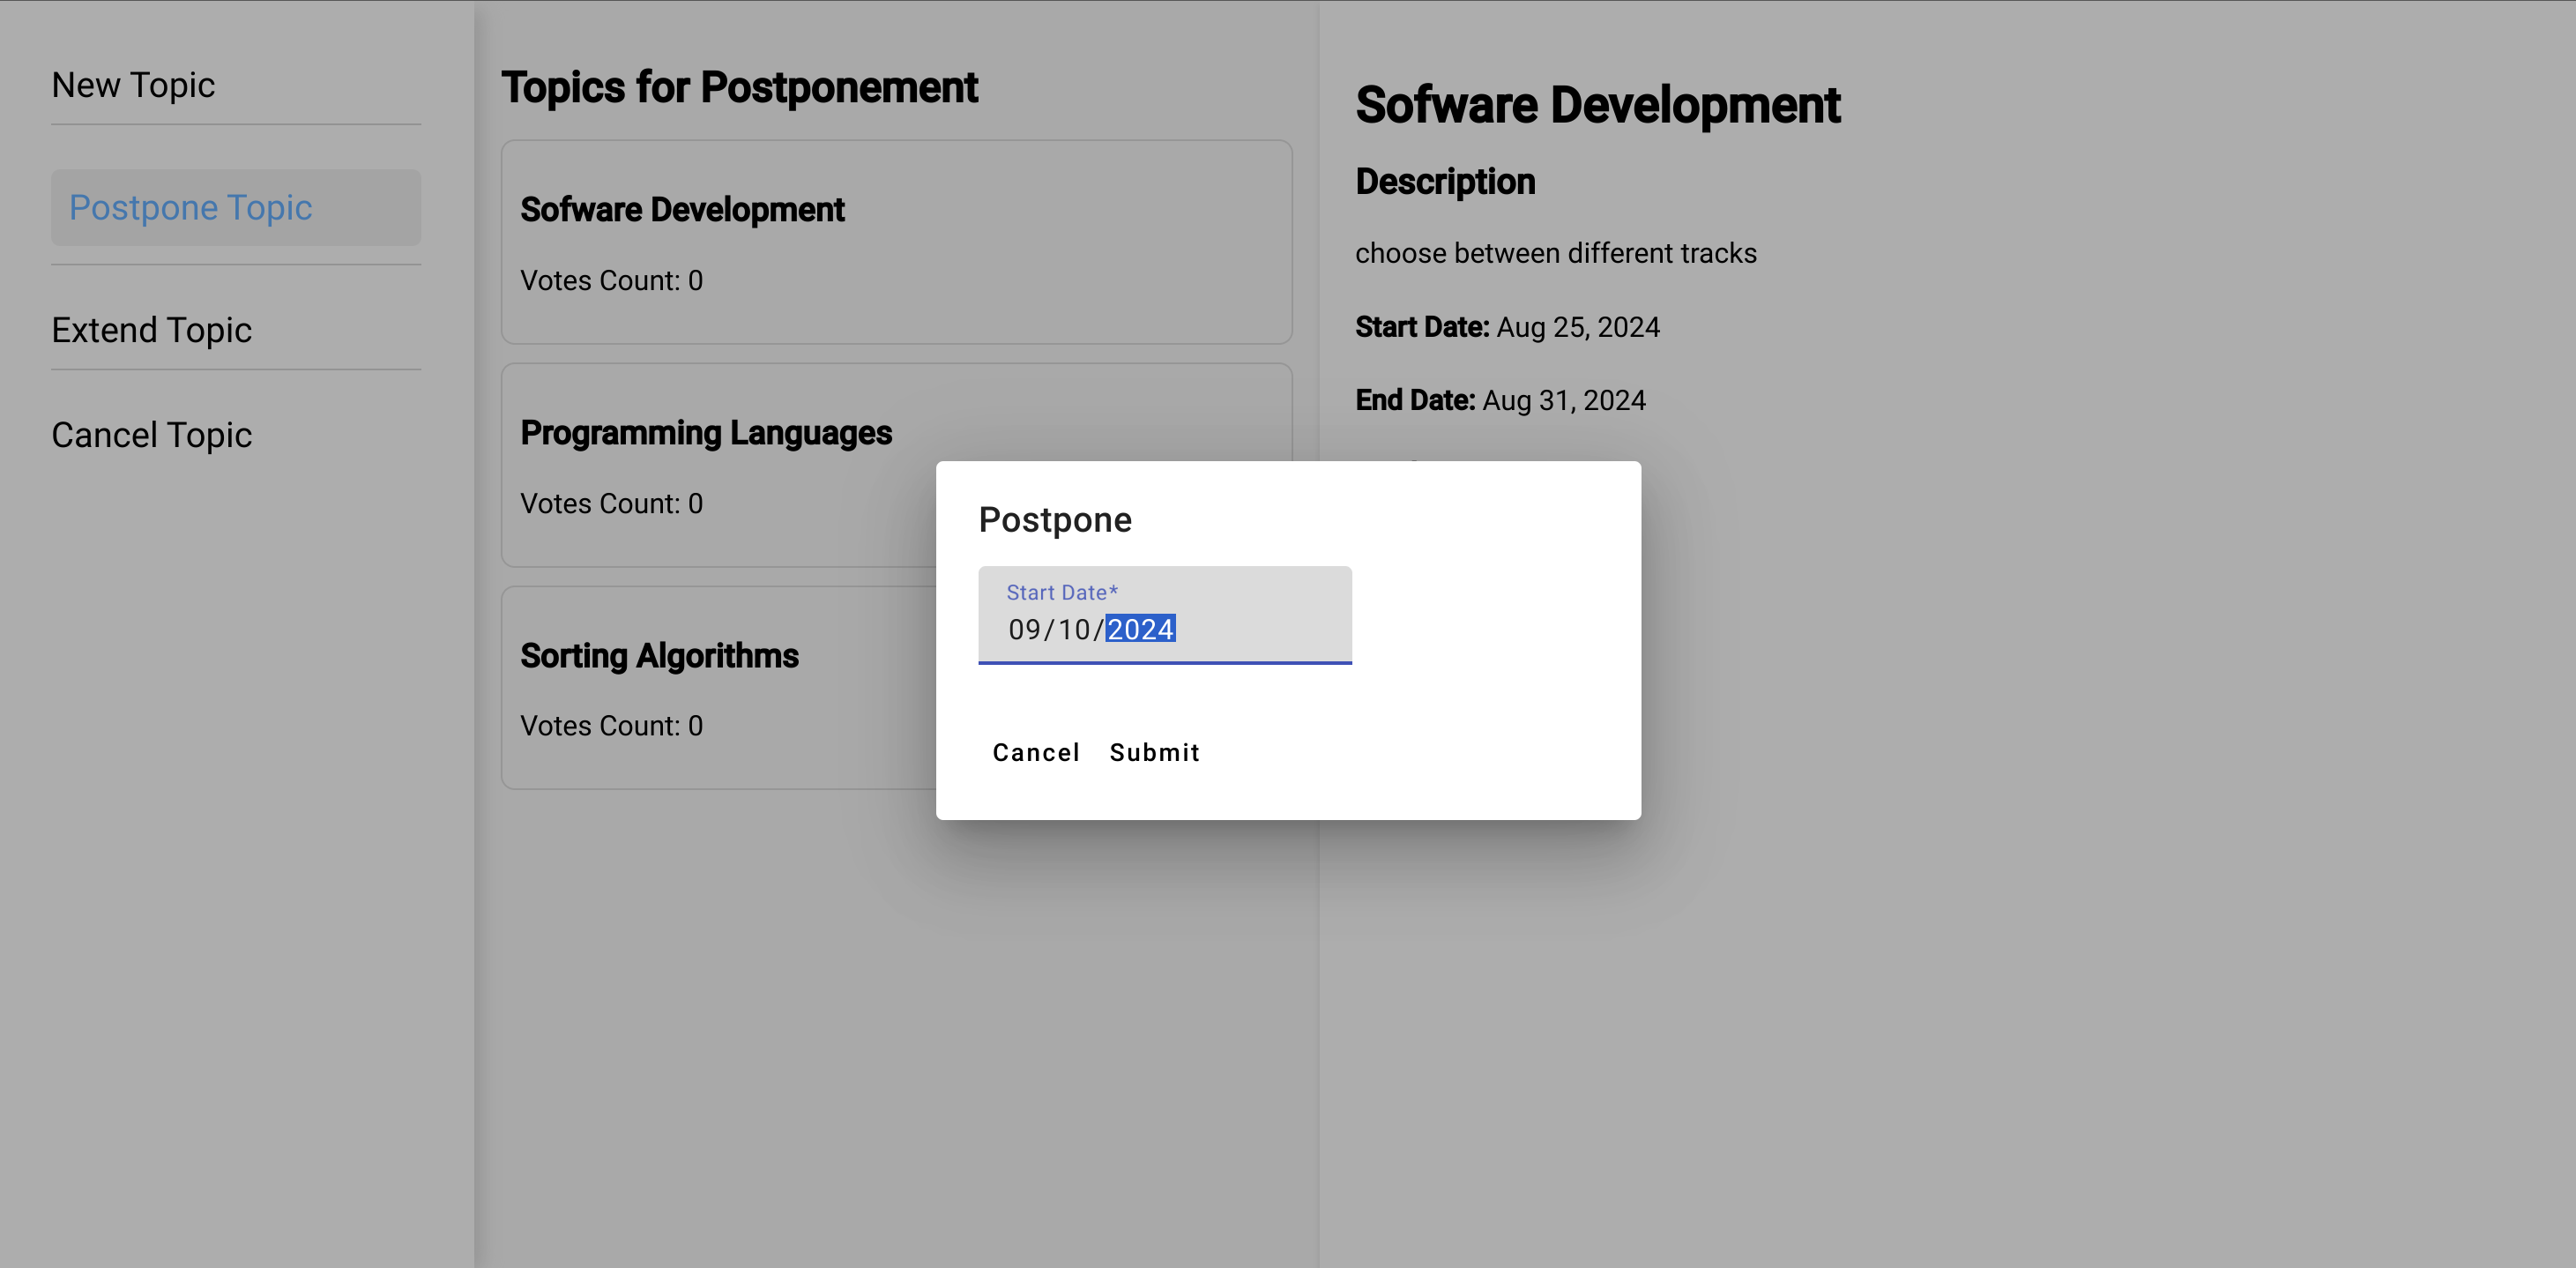 New Topic
Postpone Topic
Extend Topic
Cancel Topic
Topics for Postponement
Sofware Development
Votes Count: 0
Programming Languages
Votes Count: 0
Sorting Algorithms
Votes Count: 0
Sofware Development
Description
choose between different tracks
Start Date: Aug 25, 2024
End Date: Aug 31, 2024
Postpone
Start Date*
09/10/2024
Cancel Submit